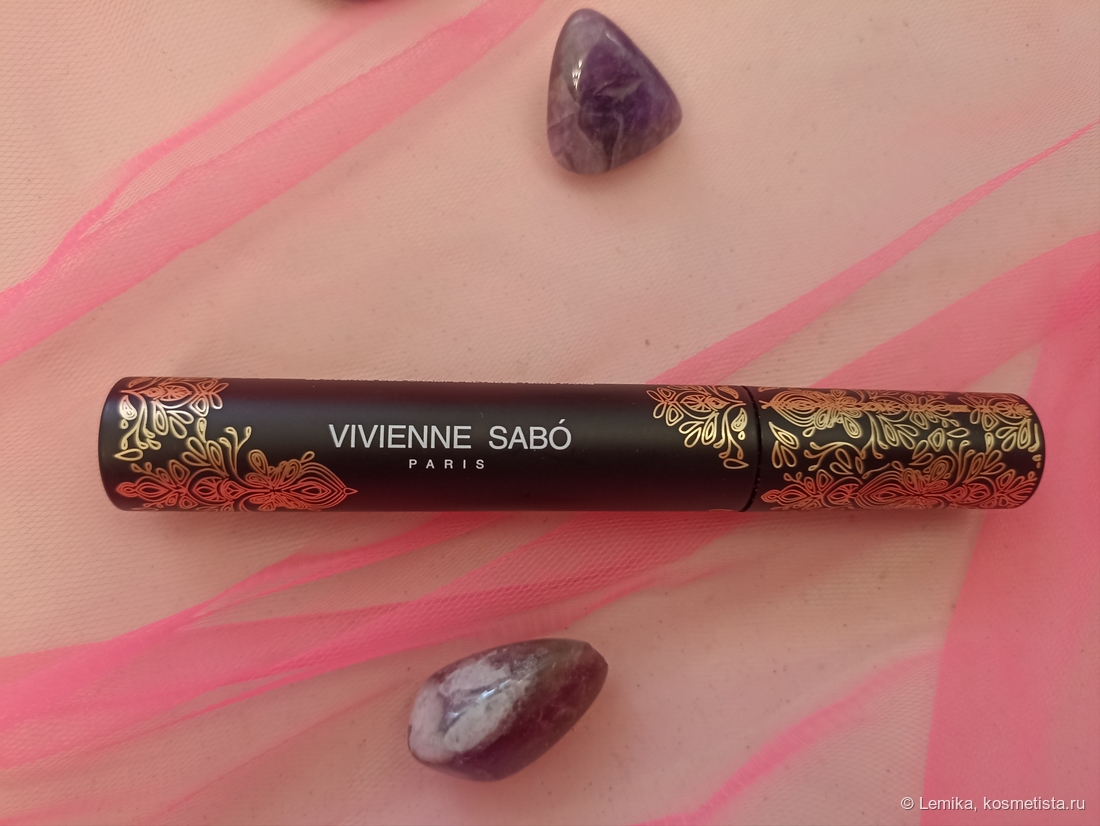 VIVIENNE SABÓ
PARIS
© Lemika, kosmetista.ru